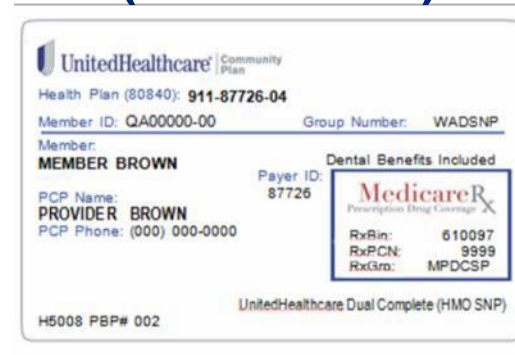 UnitedHealthcare Community Plan
Health Plan (80840): 911-87726-04
Member ID: QA00000-00 Group Number: WADSNP
Member:
MEMBER BROWN
Dental Benefits Included
Payer ID:
87726
PCP Name:
PROVIDER BROWN
PCP Phone: (000) 000-0000
MedicareRx
Prescription Drug Coverage
RxBin: 610097
RxPCN: 9999
RxGrp: MPDCSP
UnitedHealthcare Dual Complete (HMO SNP)
H5008 PBP# 002